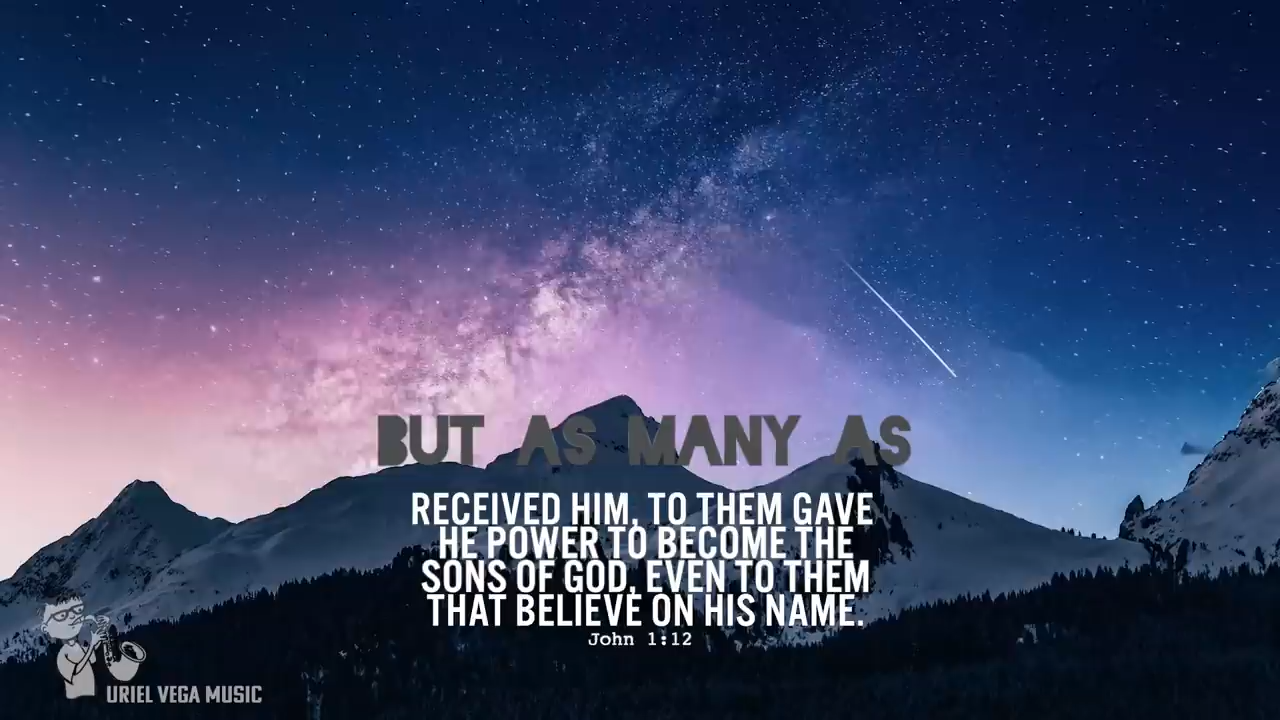 BUT AS MANY AS
RECEIVED HIM, TO THEM GAVE
HE POWER TO BECOME THE
SONS OF GOD, EVEN TO THEM
THAT BELIEVE ON HIS NAME.
John 1:12
URIEL VEGA MUSIC